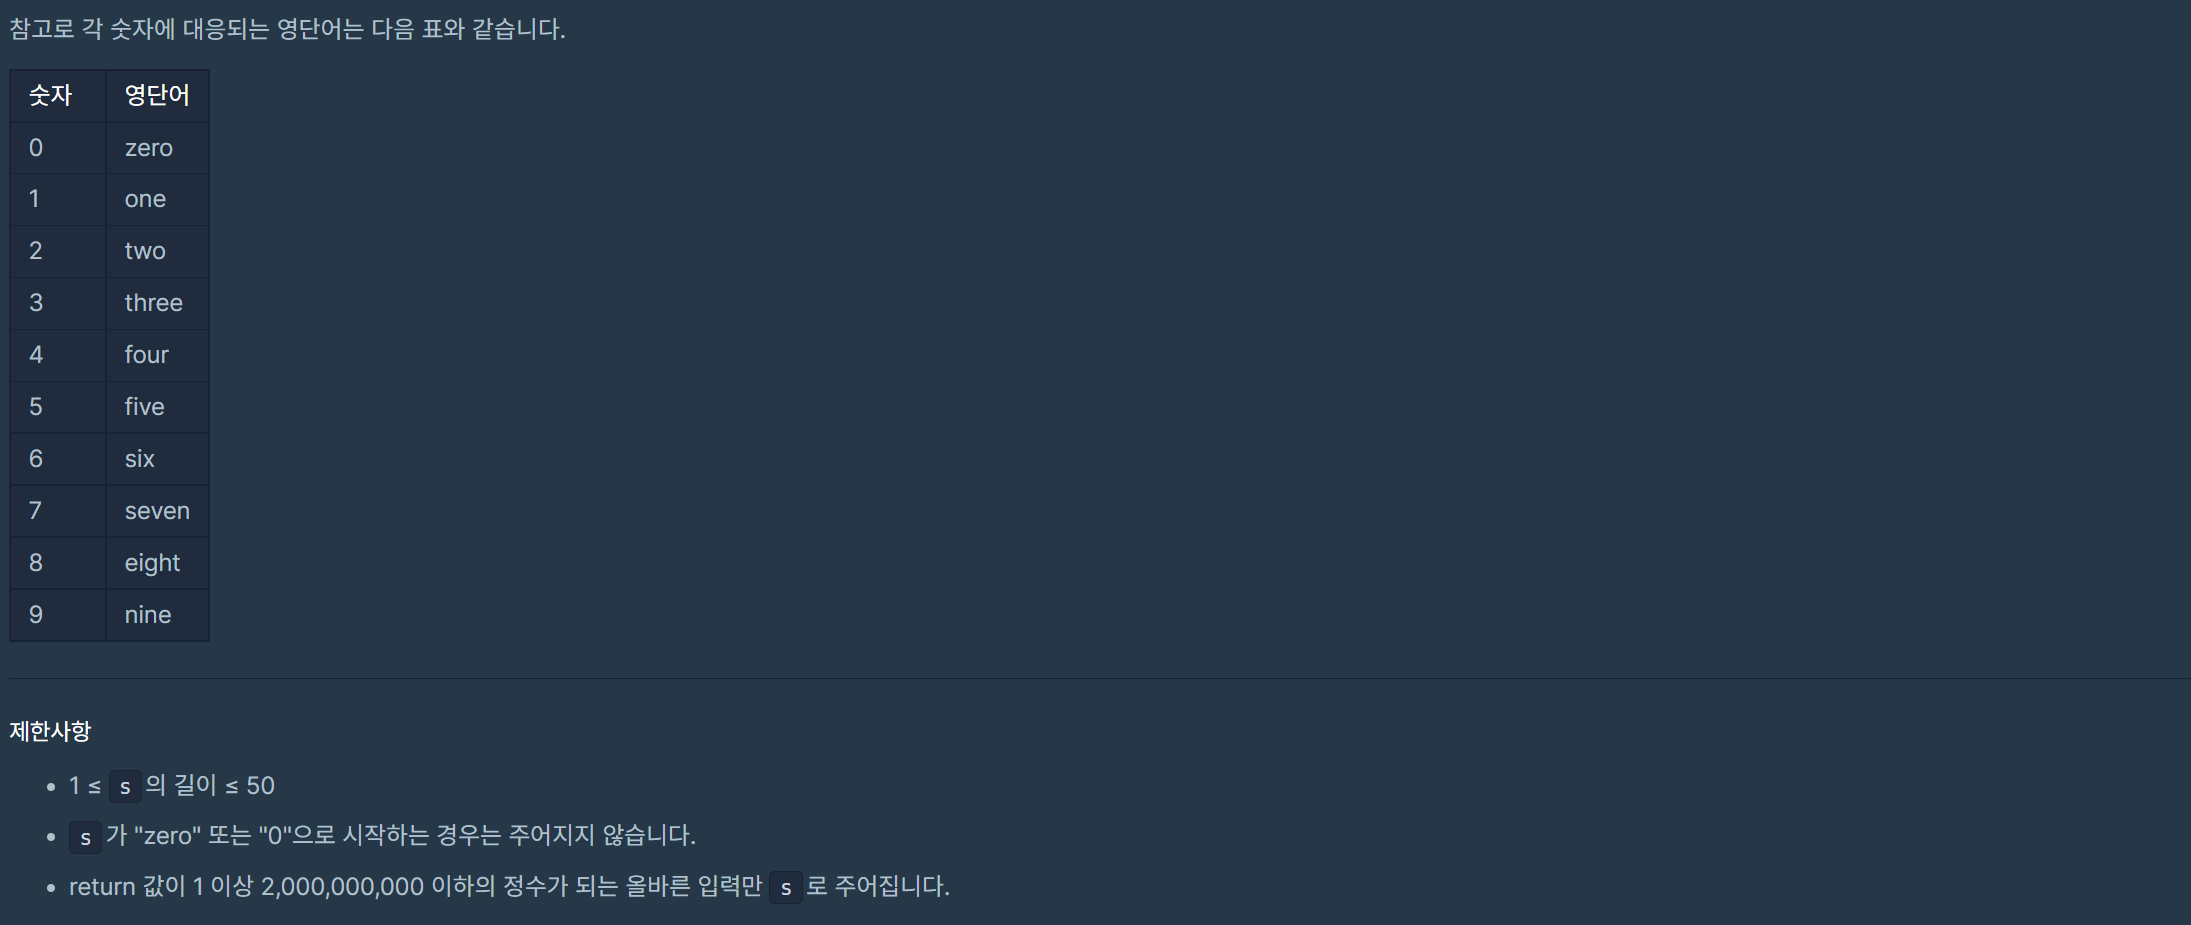 참고로 각 숫자에 대응되는 영단어는 다음 표와 같습니다.
숫자 영단어
0 zero
1 one
2 two
3 three
4 four
5 five
6 six
7 seven
8 eight
9 nine
제한사항
• 1 ≤ s의 길이 ≤ 50
• s가 "zero" 또는 "0"으로 시작하는 경우는 주어지지 않습니다.
• return 값이 1 이상 2,000,000,000 이하의 정수가 되는 올바른 입력만 s로 주어집니다.